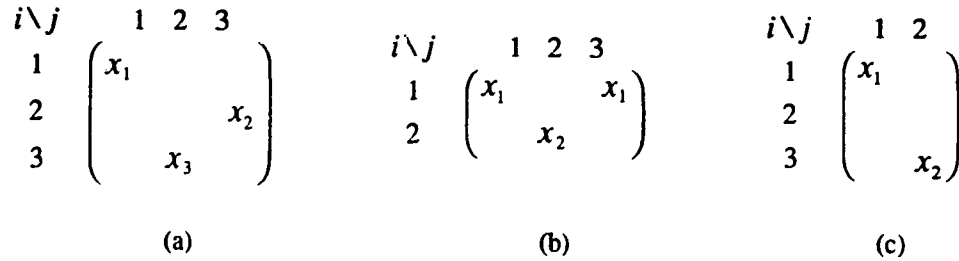 i\j 1 2 3
1 x₁
2 x₂
3 x₃
(a)
i\j 1 2 3
1 x₁ x₁
2 x₂
(b)
i\j 1 2
1 x₁
2
3 x₂
(c)